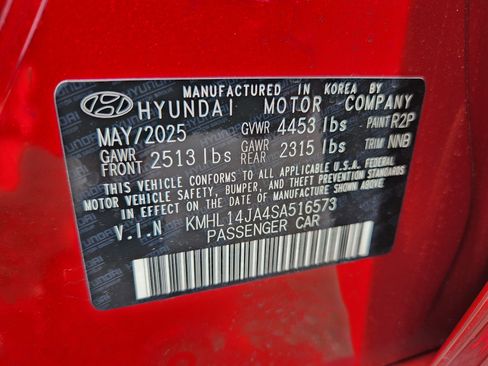 MANUFACTURED IN KOREA BY
HYUNDAI MOTOR COMPANY
MAY/2025 GVWR 4453 lbs PAINT R2P
GAWR FRONT 2513 lbs GAWR REAR 2315 lbs TRIM NNB
THIS VEHICLE CONFORMS TO ALL APPLICABLE U.S.A. FEDERAL
MOTOR VEHICLE SAFETY, BUMPER, AND THEFT PREVENTION STANDARDS
IN EFFECT ON THE DATE OF MANUFACTURE SHOWN ABOVE.
V.I.N KMHL14JA4SA516573
PASSENGER CAR